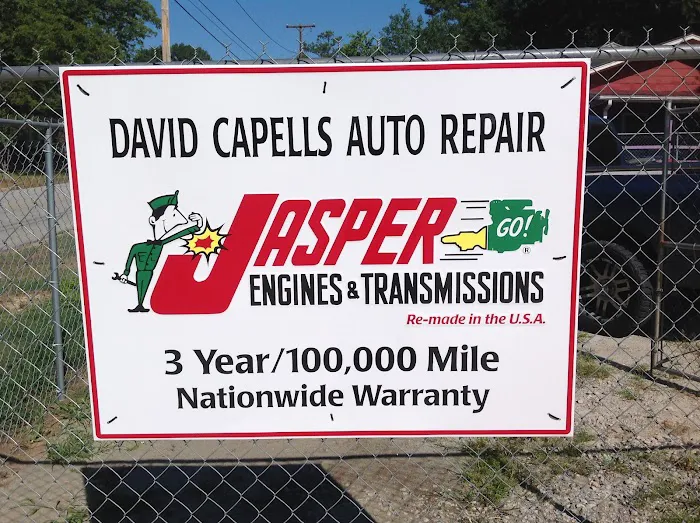 DAVID CAPELLS AUTO REPAIR
JASPER GO! ®
ENGINES & TRANSMISSIONS
Re-made in the U.S.A.
3 Year/100,000 Mile
Nationwide Warranty